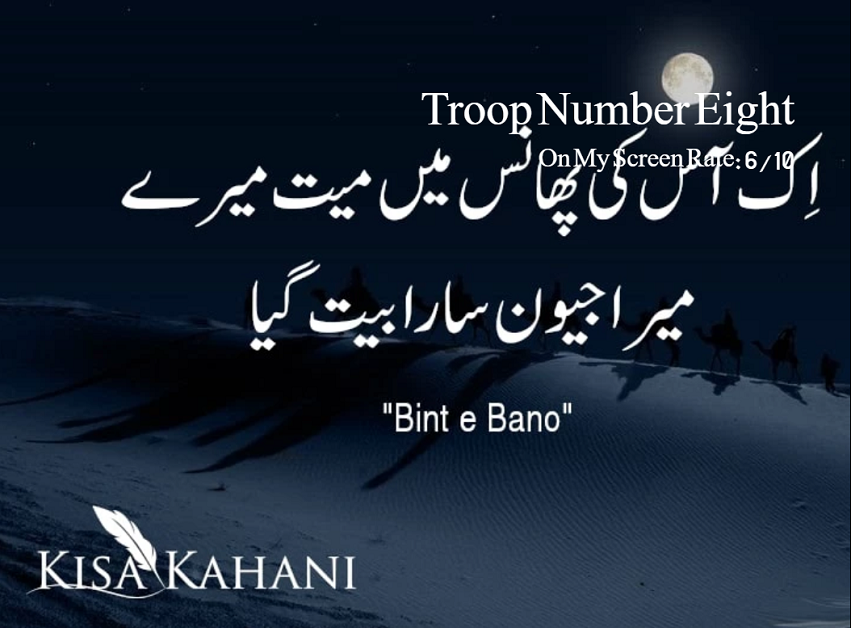 Troop Number Eight
On My Screen Rate: 6/10
اِک آس کی پھانس میں میت میرے
میرا جیون سارا بیت گیا
"Bint e Bano"
KISA KAHANI